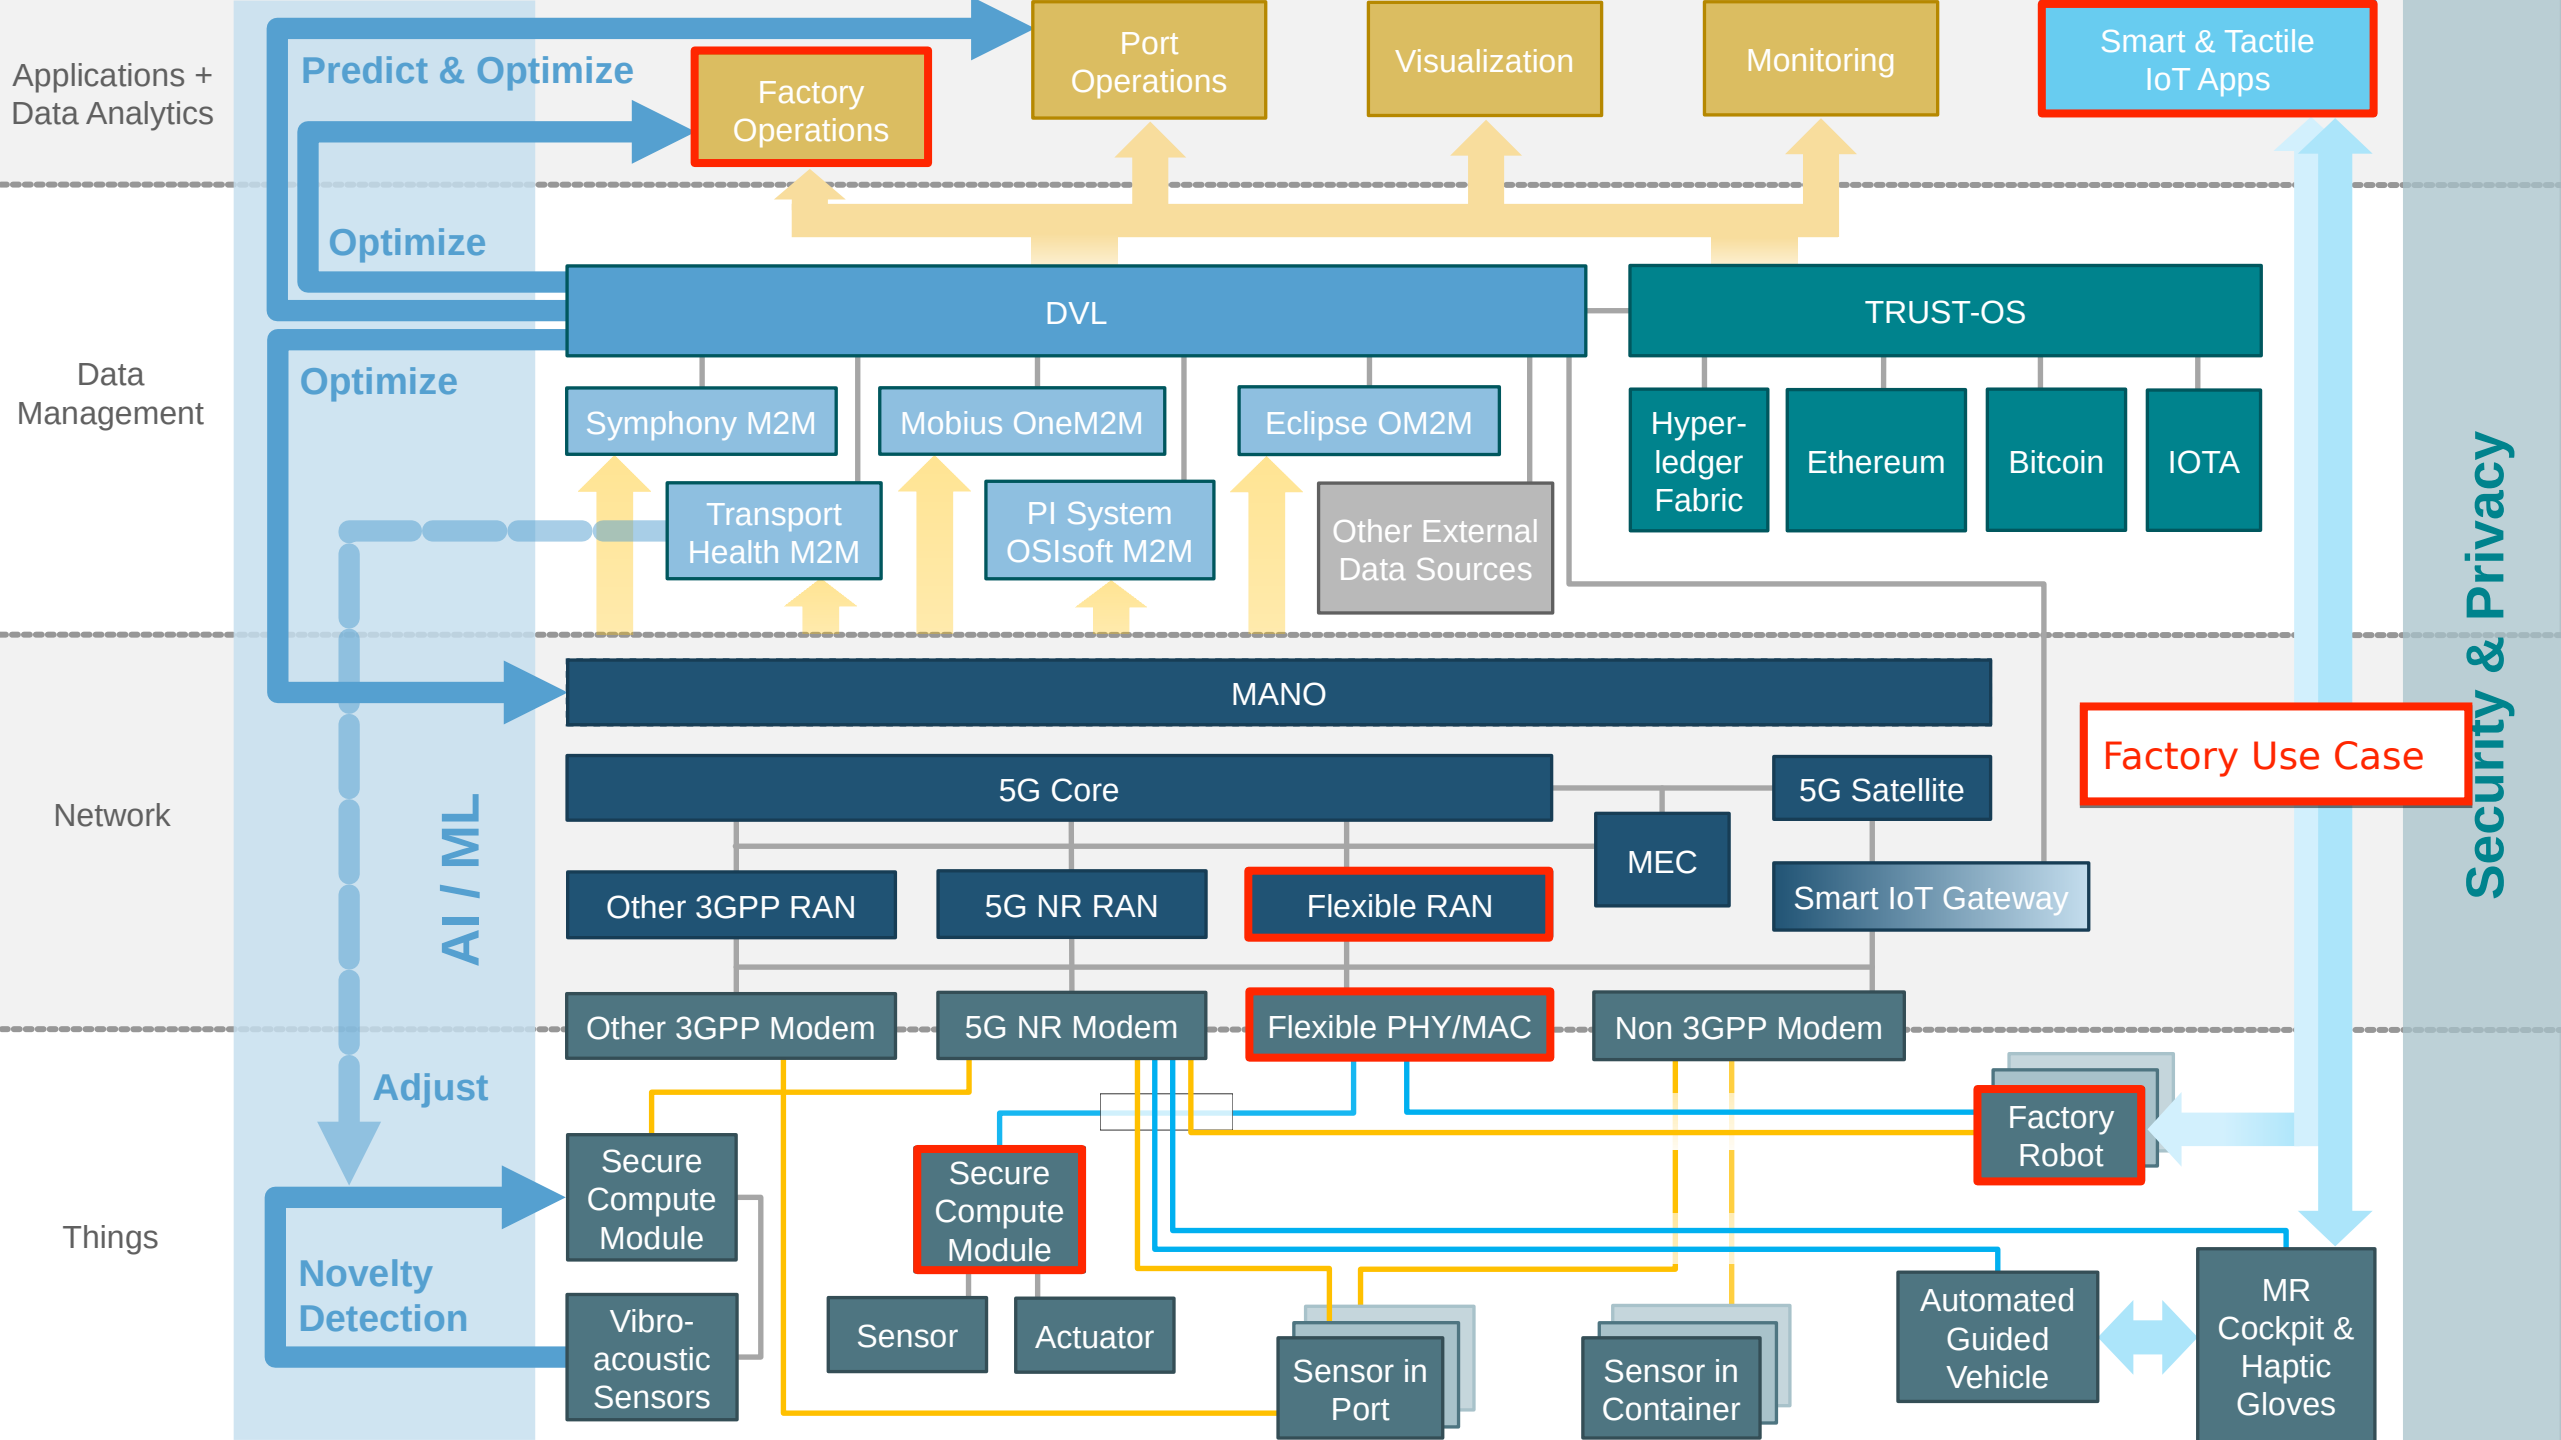 Applications +
Data Analytics
Predict & Optimize
Factory
Operations
Port
Operations
Visualization
Monitoring
Smart & Tactile
IoT Apps
Optimize
Data
Management
DVL
TRUST-OS
Optimize
Symphony M2M
Mobius OneM2M
Eclipse OM2M
Transport
Health M2M
PI System
OSIsoft M2M
Other External
Data Sources
Hyper-
ledger
Fabric
Ethereum
Bitcoin
IOTA
Security & Privacy
Network
AI / ML
MANO
Factory Use Case
5G Core
5G Satellite
MEC
Other 3GPP RAN
5G NR RAN
Flexible RAN
Smart IoT Gateway
Other 3GPP Modem
5G NR Modem
Flexible PHY/MAC
Non 3GPP Modem
Things
Adjust
Novelty
Detection
Secure
Compute
Module
Secure
Compute
Module
Factory
Robot
Vibro-
acoustic
Sensors
Sensor
Actuator
Sensor in
Port
Sensor in
Container
Automated
Guided
Vehicle
MR
Cockpit &
Haptic
Gloves